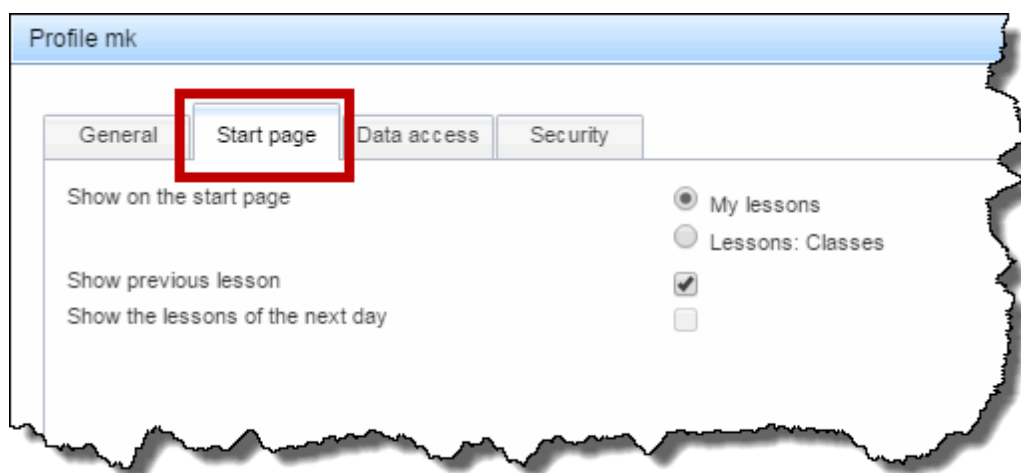 Profile mk
General Start page Data access Security
Show on the start page My lessons
Lessons: Classes
Show previous lesson
Show the lessons of the next day